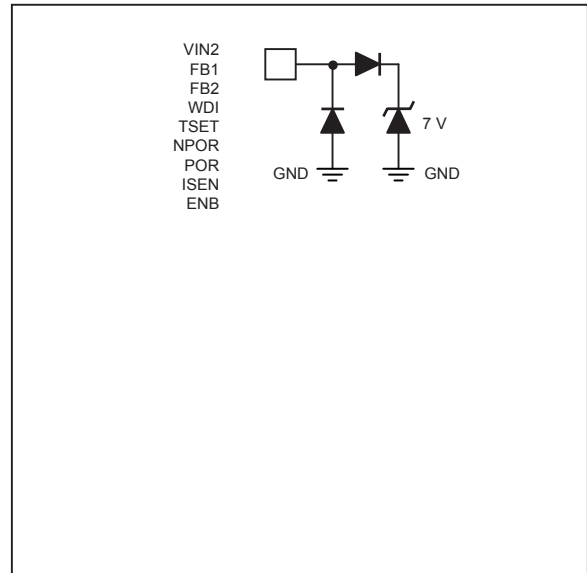 VIN2
FB1
FB2
WDI
TSET
NPOR
POR
ISEN
ENB
7 V
GND
GND